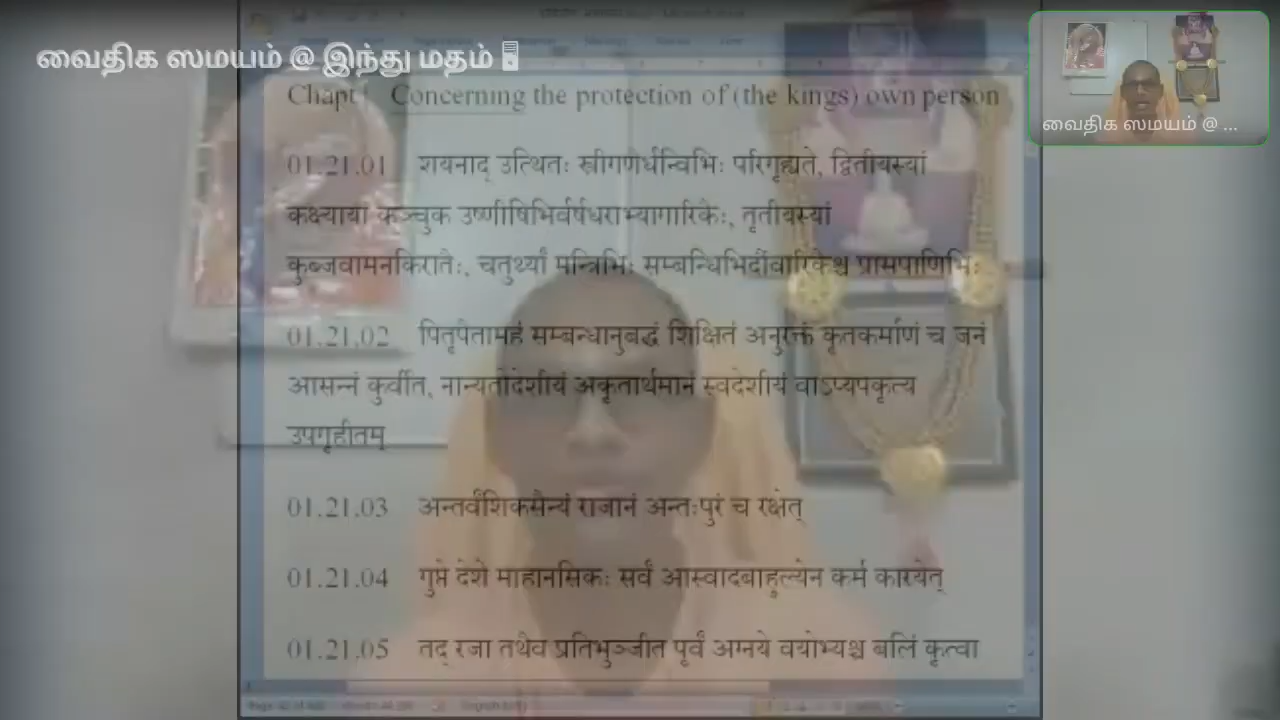 வைதிக ஸமயம் @ இந்து மதம்
வைதிக ஸமயம் @ ...
Concerning the protection of (the kings) own person
01.21.01 शयनाद् उत्थितः स्त्रीगणैर्धन्विभिः परिगृह्यते, द्वितीयस्यां
कक्ष्यायां कञ्चुक उष्णीषिभिर्वर्षधराभ्यागारिकैः, तृतीयस्यां
कुब्जवामनकिरातैः, चतुर्थ्यां मन्त्रिभिः सम्बन्धिभिर्दौवारिकैश्च प्रासपाणिभिः
01.21.02 पितृपैतामहं सम्बन्धानुबद्धं शिक्षितं अनुरक्तं कृतकर्माणं च जनं
आसन्नं कुर्वीत, नान्यतोदेशीयं अकृतार्थमानं स्वदेशीयं वाऽप्यपकृत्य
उपगृहीतम्
01.21.03 अन्तर्वंशिकसैन्यं राजानं अन्तःपुरं च रक्षेत्
01.21.04 गुप्ते देशे माहानसिकः सर्वं आस्वादबाहुल्येन कर्म कारयेत्
01.21.05 तद् रजा तथैव प्रतिभुञ्जीत पूर्वं अग्नये वयोभ्यश्च बलिं कृत्वा